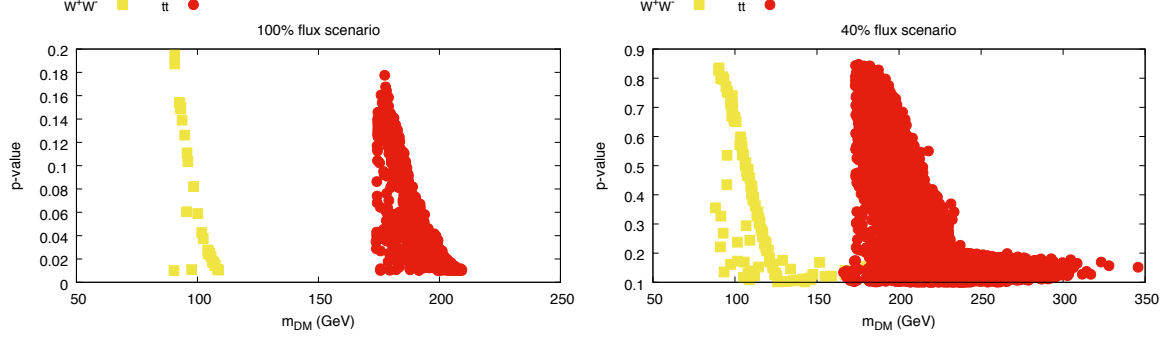 W⁺W⁻ tt
100% flux scenario
p-value
0.2
0.18
0.16
0.14
0.12
0.1
0.08
0.06
0.04
0.02
0
50 100 150 200 250
m_DM (GeV)
W⁺W⁻ tt
40% flux scenario
p-value
0.9
0.8
0.7
0.6
0.5
0.4
0.3
0.2
0.1
50 100 150 200 250 300 350
m_DM (GeV)